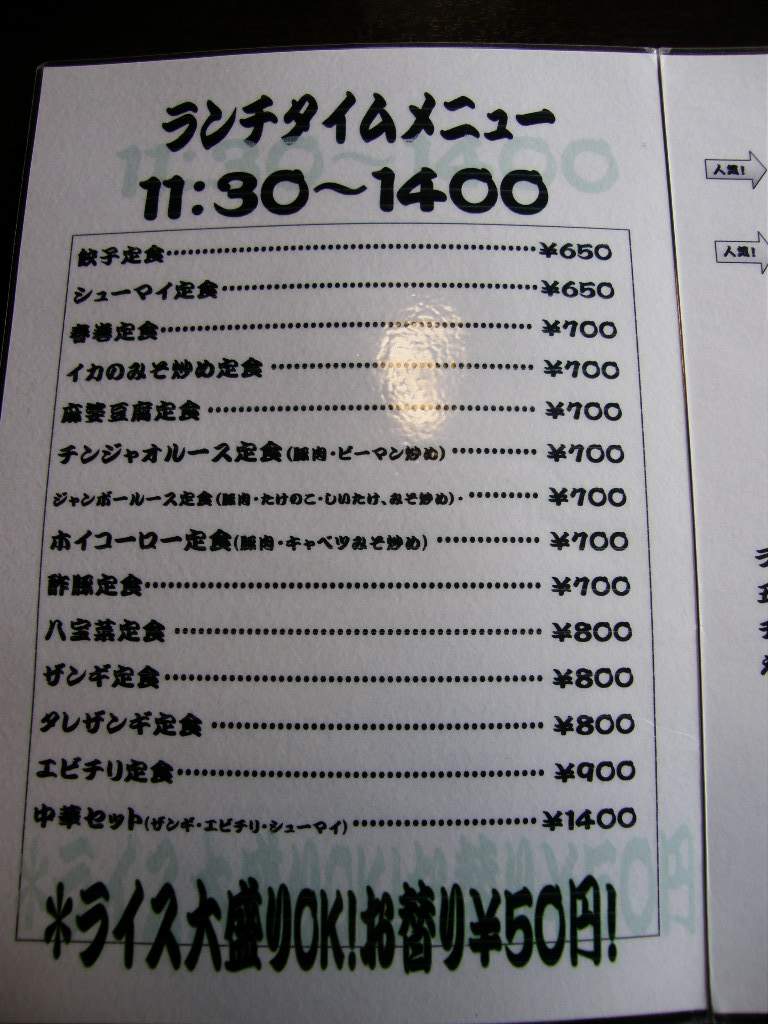 ランチタイムメニュー
11:30～1400
餃子定食 ¥650
シューマイ定食 ¥650
春巻定食 ¥700
イカのみそ炒め定食 ¥700
麻婆豆腐定食 ¥700
チンジャオルース定食(豚肉・ピーマン炒め) ¥700
ジャンボールース定食(豚肉・たけのこ・しいたけ、みそ炒め)・ ¥700
ホイコーロー定食(豚肉・キャベツみそ炒め) ¥700
酢豚定食 ¥700
八宝菜定食 ¥800
ザンギ定食 ¥800
タレザンギ定食 ¥800
エビチリ定食 ¥900
中華セット(ザンギ・エビチリ・シューマイ) ¥1400
*ライス大盛りOK!お替り¥50円!
人気!
人気!